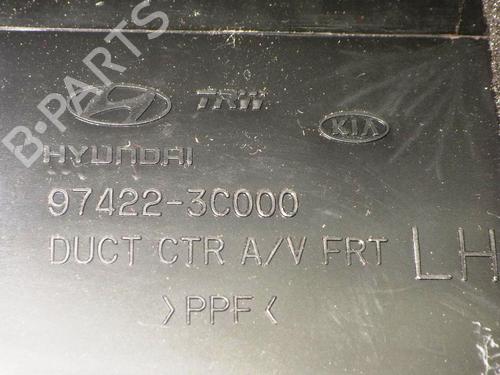 B-PARTS
TRW
KIA
HYUNDAI
97422-3C000
DUCT CTR A/V FRT LH
>PPF<